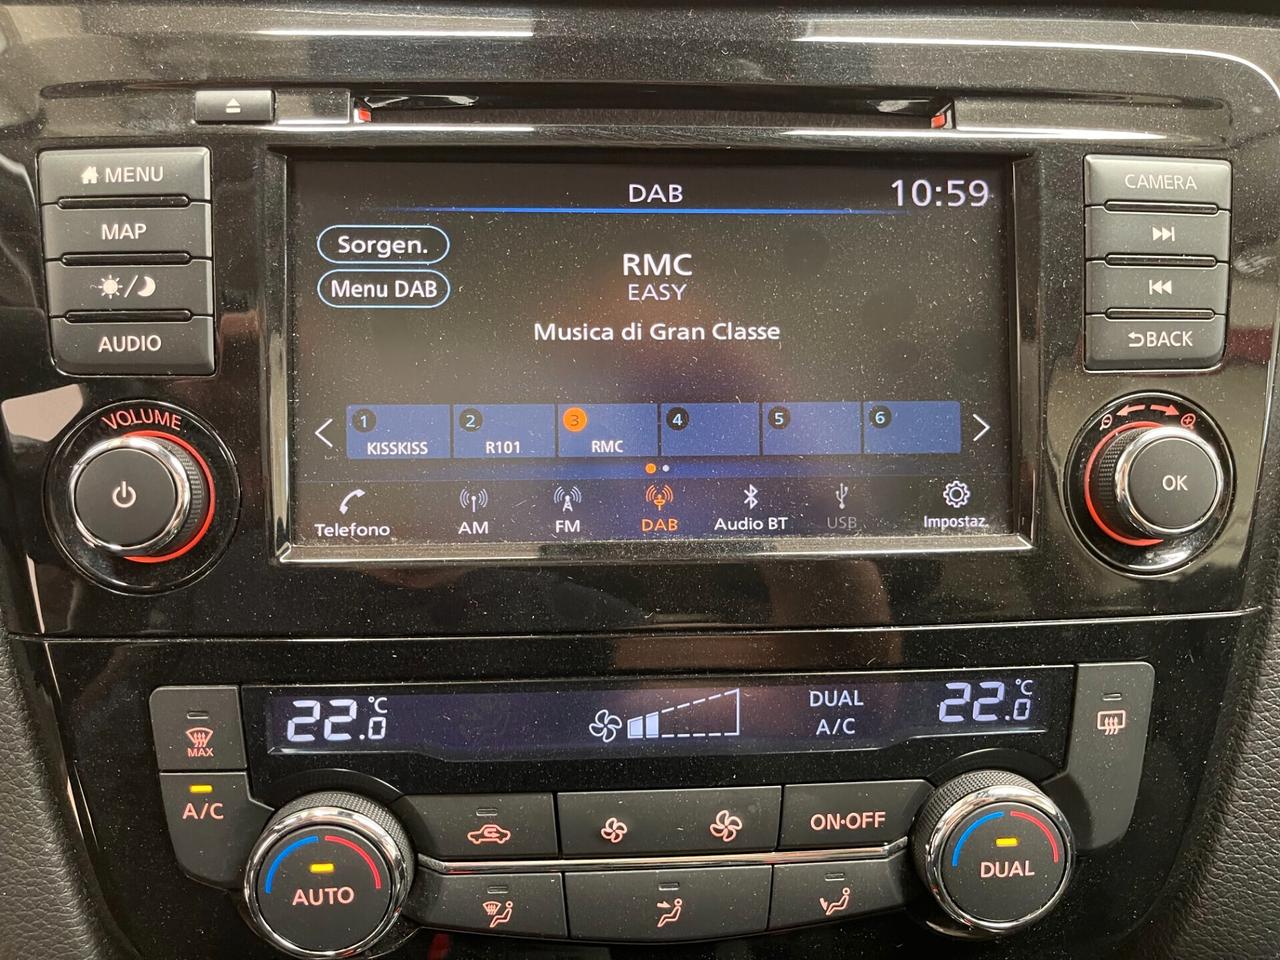 MENU
MAP
AUDIO
VOLUME
DAB
10:59
Sorgen.
Menu DAB
RMC
EASY
Musica di Gran Classe
1
KISSKISS
2
R101
3
RMC
4
5
6
Telefono
AM
FM
DAB
Audio BT
USB
Impostaz.
CAMERA
BACK
OK
22.0 °C
DUAL
A/C
22.0 °C
MAX
A/C
AUTO
ON•OFF
DUAL